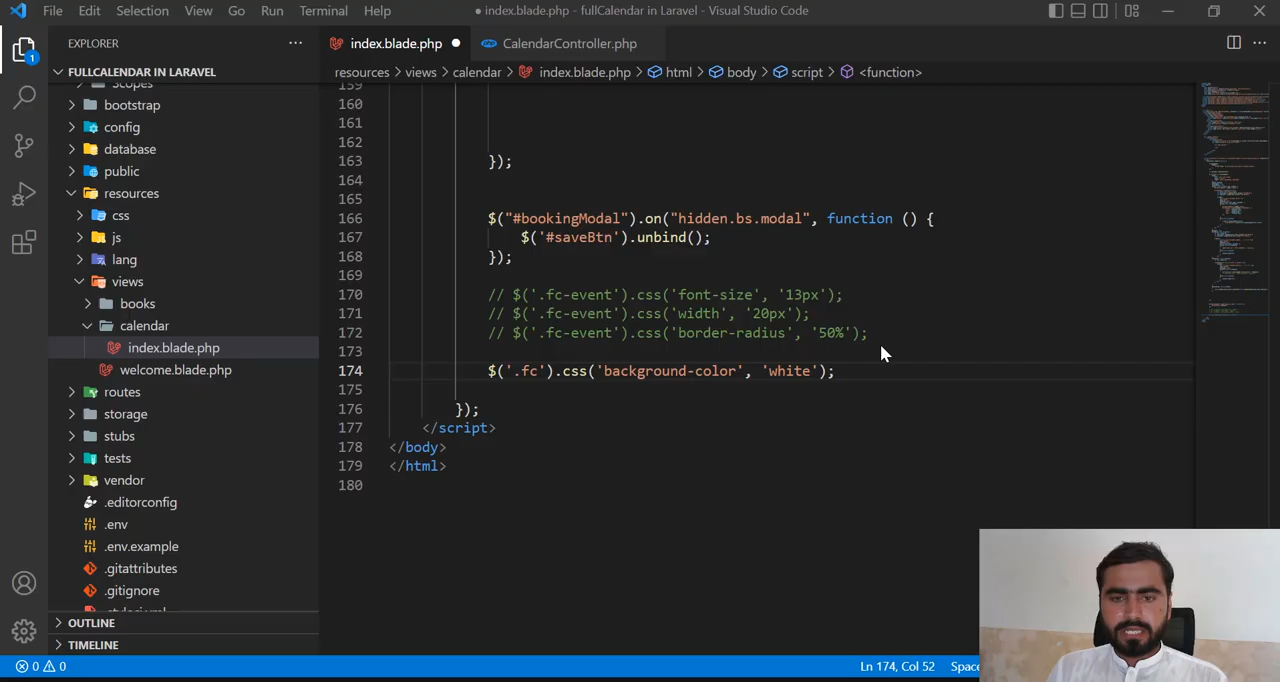 File Edit Selection View Go Run Terminal Help
● index.blade.php - fullCalendar in Laravel - Visual Studio Code
EXPLORER ···
index.blade.php ●
CalendarController.php
1
FULLCALENDAR IN LARAVEL
resources > views > calendar > index.blade.php > html > body > script > <function>
Scopes
bootstrap
config
database
public
resources
css
js
lang
views
books
calendar
index.blade.php
welcome.blade.php
routes
storage
stubs
tests
vendor
.editorconfig
.env
.env.example
.gitattributes
.gitignore
OUTLINE
TIMELINE
159
160
161
162
163 });
164
165
166 $("#bookingModal").on("hidden.bs.modal", function () {
167 $('#saveBtn').unbind();
168 });
169
170 // $('.fc-event').css('font-size', '13px');
171 // $('.fc-event').css('width', '20px');
172 // $('.fc-event').css('border-radius', '50%');
173
174 $('.fc').css('background-color', 'white');
175
176 });
177 </script>
178 </body>
179 </html>
180
0 0
Ln 174, Col 52